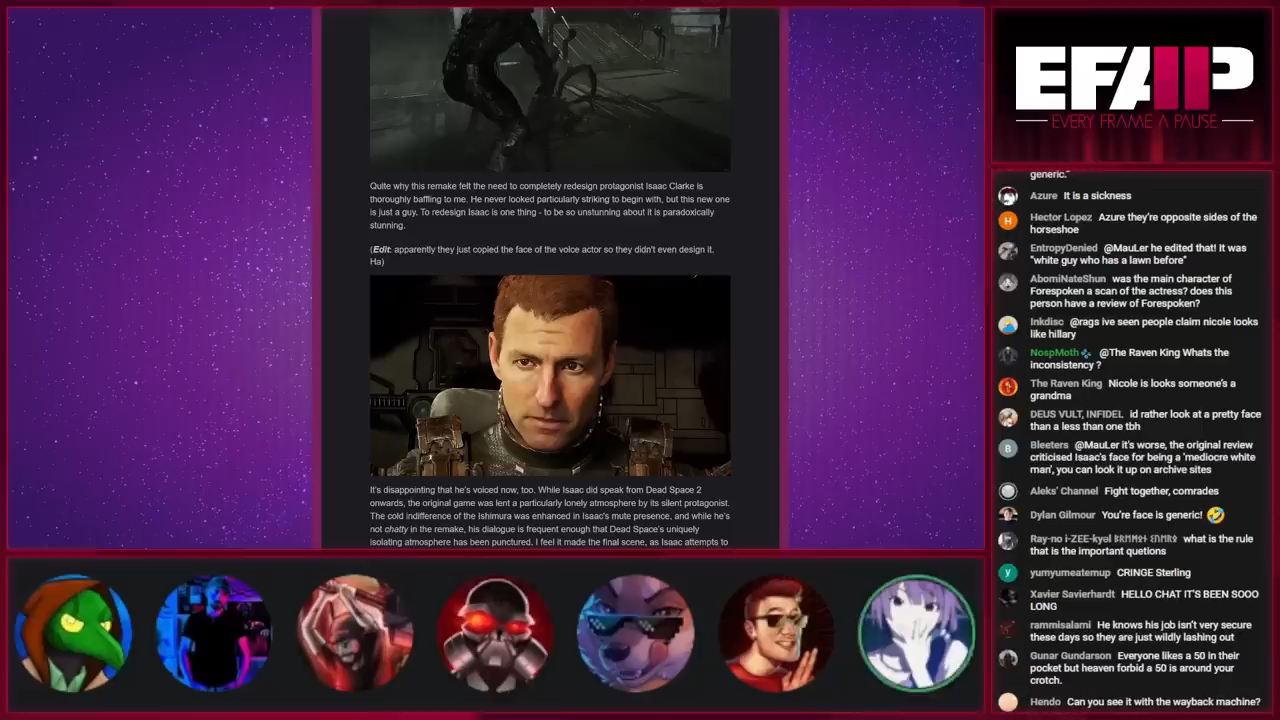 Quite why this remake felt the need to completely redesign protagonist Isaac Clarke is
thoroughly baffling to me. He never looked particularly striking to begin with, but this new one
is just a guy. To redesign Isaac is one thing - to be so unstunning about it is paradoxically
stunning.
(Edit: apparently they just copied the face of the voice actor so they didn't even design it.
Ha)
It's disappointing that he's voiced now, too. While Isaac did speak from Dead Space 2
onwards, the original game was lent a particularly lonely atmosphere by its silent protagonist.
The cold indifference of the Ishimura was enhanced in Isaac's mute presence, and while he's
not chatty in the remake, his dialogue is frequent enough that Dead Space's uniquely
isolating atmosphere has been punctured. I feel it made the final scene, as Isaac attempts to
EFAP
EVERY FRAME A PAUSE
generic."
Azure It is a sickness
Hector Lopez Azure they're opposite sides of the
horseshoe
EntropyDenied @MauLer he edited that! It was
"white guy who has a lawn before"
AbomiNateShun was the main character of
Forespoken a scan of the actress? does this
person have a review of Forespoken?
Inkdisc @rags ive seen people claim nicole looks
like hillary
NospMoth @The Raven King Whats the
inconsistency ?
The Raven King Nicole is looks someone's a
grandma
DEUS VULT, INFIDEL id rather look at a pretty face
than a less than one tbh
B
Bleeters @MauLer it's worse, the original review
criticised Isaac's face for being a 'mediocre white
man', you can look it up on archive sites
Aleks' Channel Fight together, comrades
Dylan Gilmour You're face is generic! 🤣
Ray-no i-ZEE-kyel what is the rule
that is the important quetions
y
yumyumeatemup CRINGE Sterling
Xavier Savierhardt HELLO CHAT IT'S BEEN SOOO
LONG
rammisalami He knows his job isn't very secure
these days so they are just wildly lashing out
Gunar Gundarson Everyone likes a 50 in their
pocket but heaven forbid a 50 is around your
crotch.
Hendo Can you see it with the wayback machine?